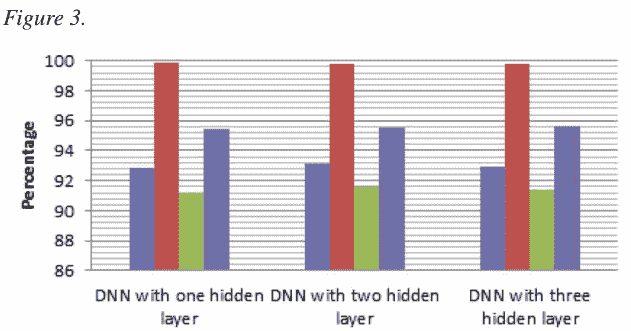 Figure 3.
100
98
96
94
92
90
88
86
Percentage
DNN with one hidden layer
DNN with two hidden layer
DNN with three hidden layer